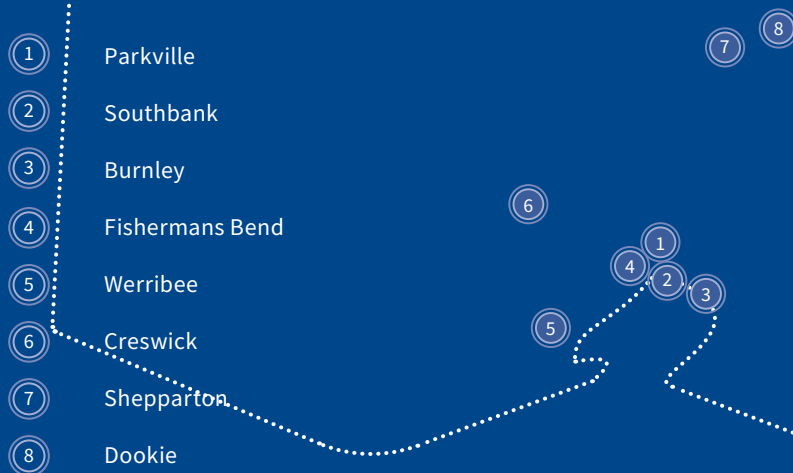 1 Parkville
2 Southbank
3 Burnley
4 Fishermans Bend
5 Werribee
6 Creswick
7 Shepparton
8 Dookie
8
7
6
1
4
2
3
5